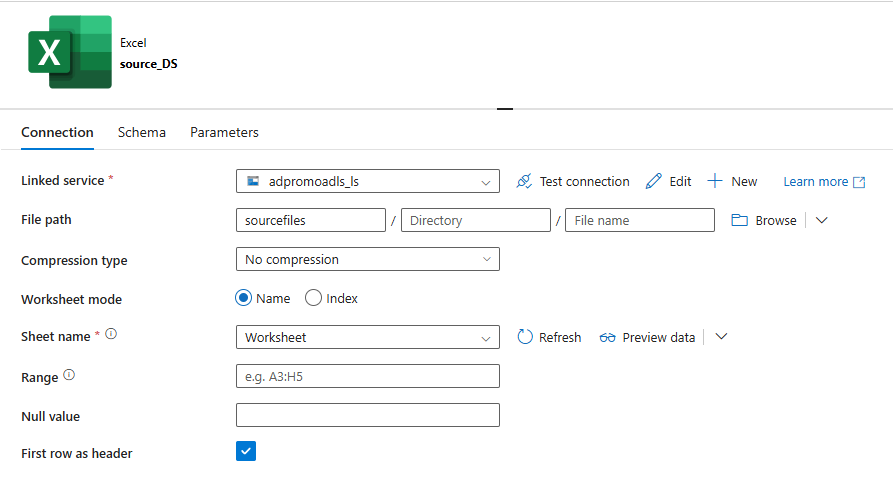 X
Excel
source_DS
Connection Schema Parameters
Linked service * adpromoadls_ls Test connection Edit New Learn more
File path sourcefiles / Directory / File name Browse
Compression type No compression
Worksheet mode Name Index
Sheet name * Worksheet Refresh Preview data
Range e.g. A3:H5
Null value
First row as header